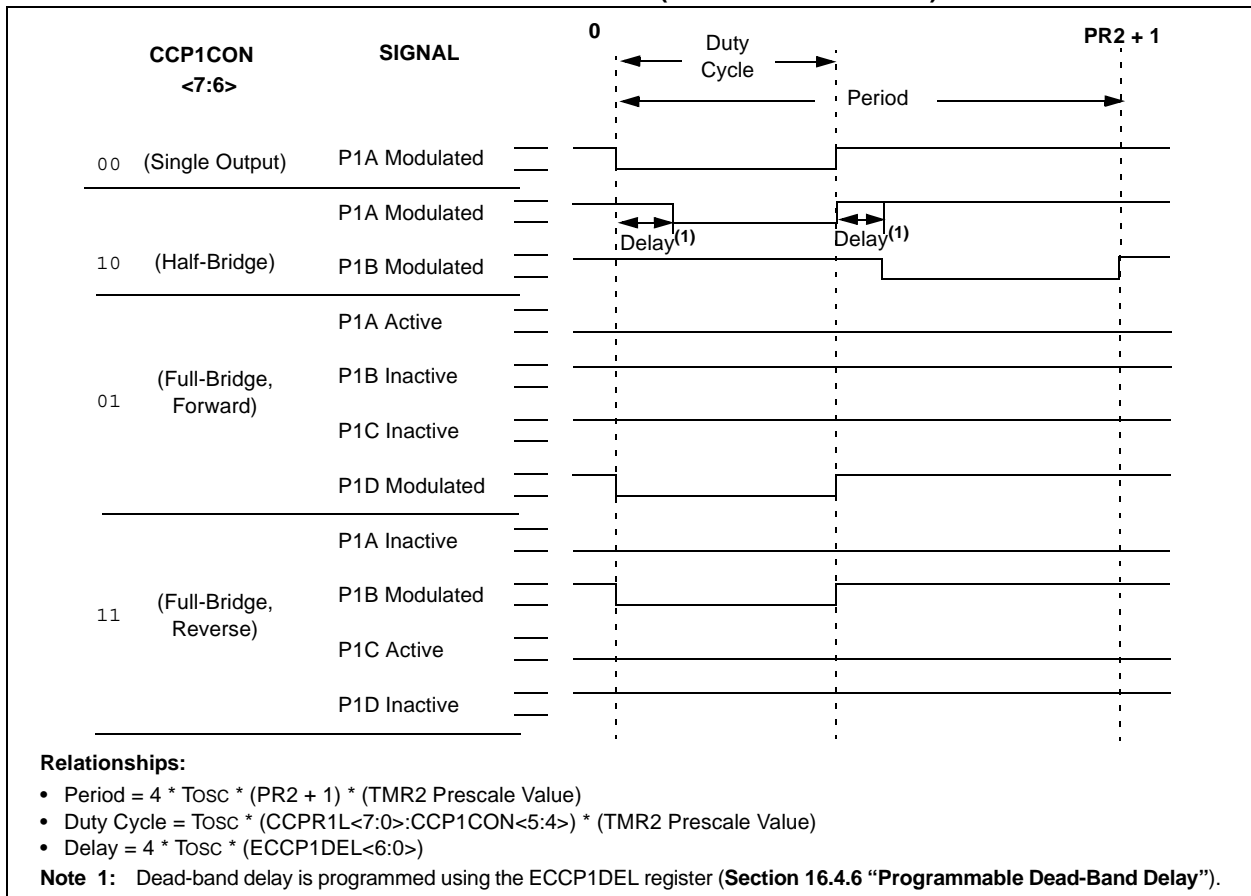 0
PR2 + 1
CCP1CON
<7:6>
SIGNAL
Duty
Cycle
Period
00 (Single Output) P1A Modulated
P1A Modulated
Delay(1) Delay(1)
10 (Half-Bridge) P1B Modulated
P1A Active
P1B Inactive
01 (Full-Bridge,
Forward)
P1C Inactive
P1D Modulated
P1A Inactive
P1B Modulated
11 (Full-Bridge,
Reverse)
P1C Active
P1D Inactive
Relationships:
• Period = 4 * TOSC * (PR2 + 1) * (TMR2 Prescale Value)
• Duty Cycle = TOSC * (CCPR1L<7:0>:CCP1CON<5:4>) * (TMR2 Prescale Value)
• Delay = 4 * TOSC * (ECCP1DEL<6:0>)
Note 1: Dead-band delay is programmed using the ECCP1DEL register (Section 16.4.6 “Programmable Dead-Band Delay”).